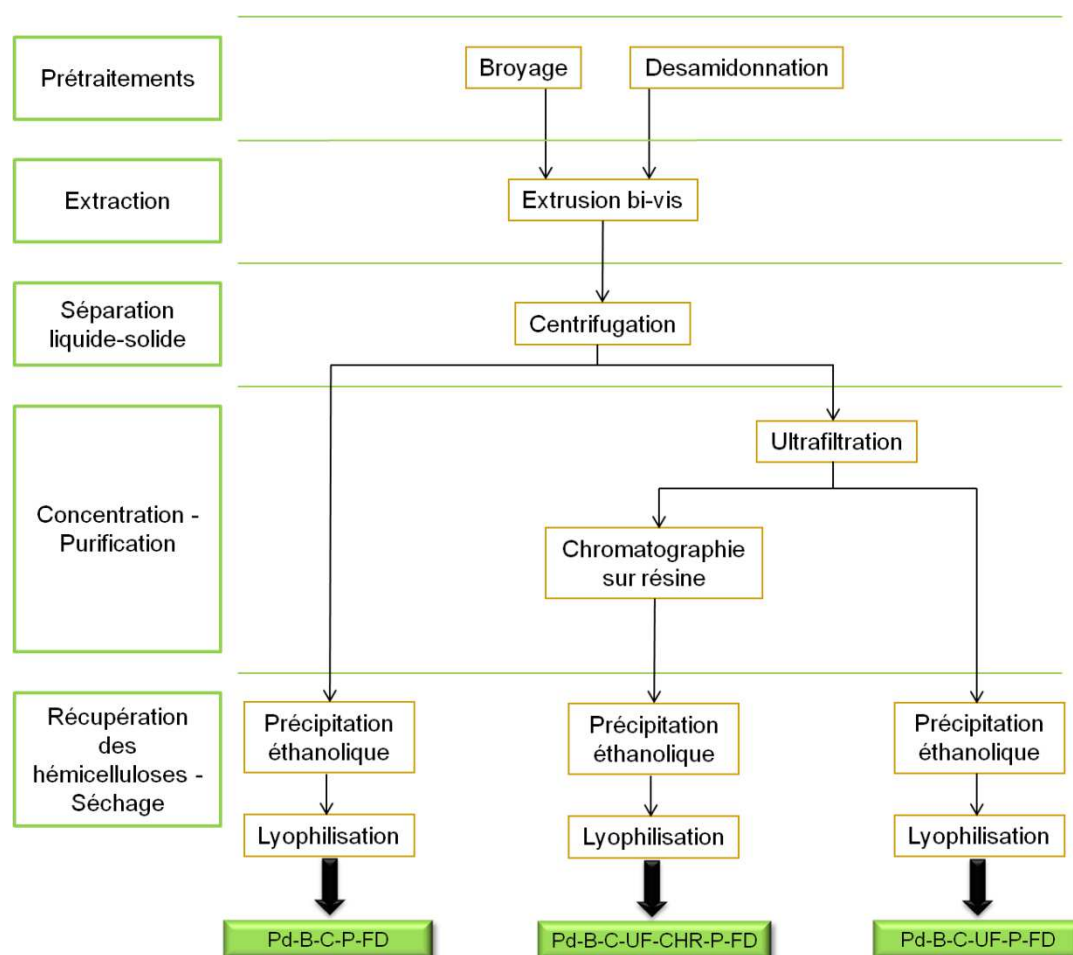 Prétraitements
Broyage
Desamidonnation
Extraction
Extrusion bi-vis
Séparation
liquide-solide
Centrifugation
Concentration -
Purification
Ultrafiltration
Chromatographie
sur résine
Récupération
des
hémicelluloses -
Séchage
Précipitation
éthanolique
Précipitation
éthanolique
Précipitation
éthanolique
Lyophilisation
Lyophilisation
Lyophilisation
Pd-B-C-P-FD
Pd-B-C-UF-CHR-P-FD
Pd-B-C-UF-P-FD